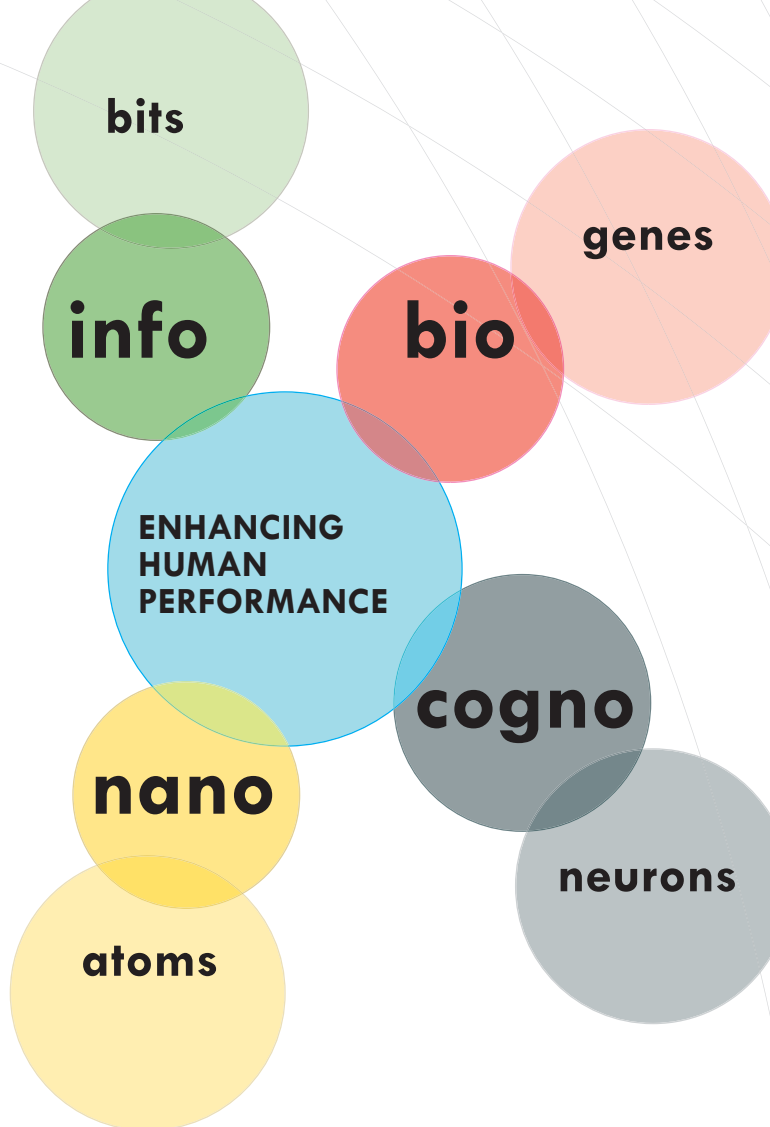 bits
genes
info
bio
ENHANCING
HUMAN
PERFORMANCE
cogno
nano
neurons
atoms